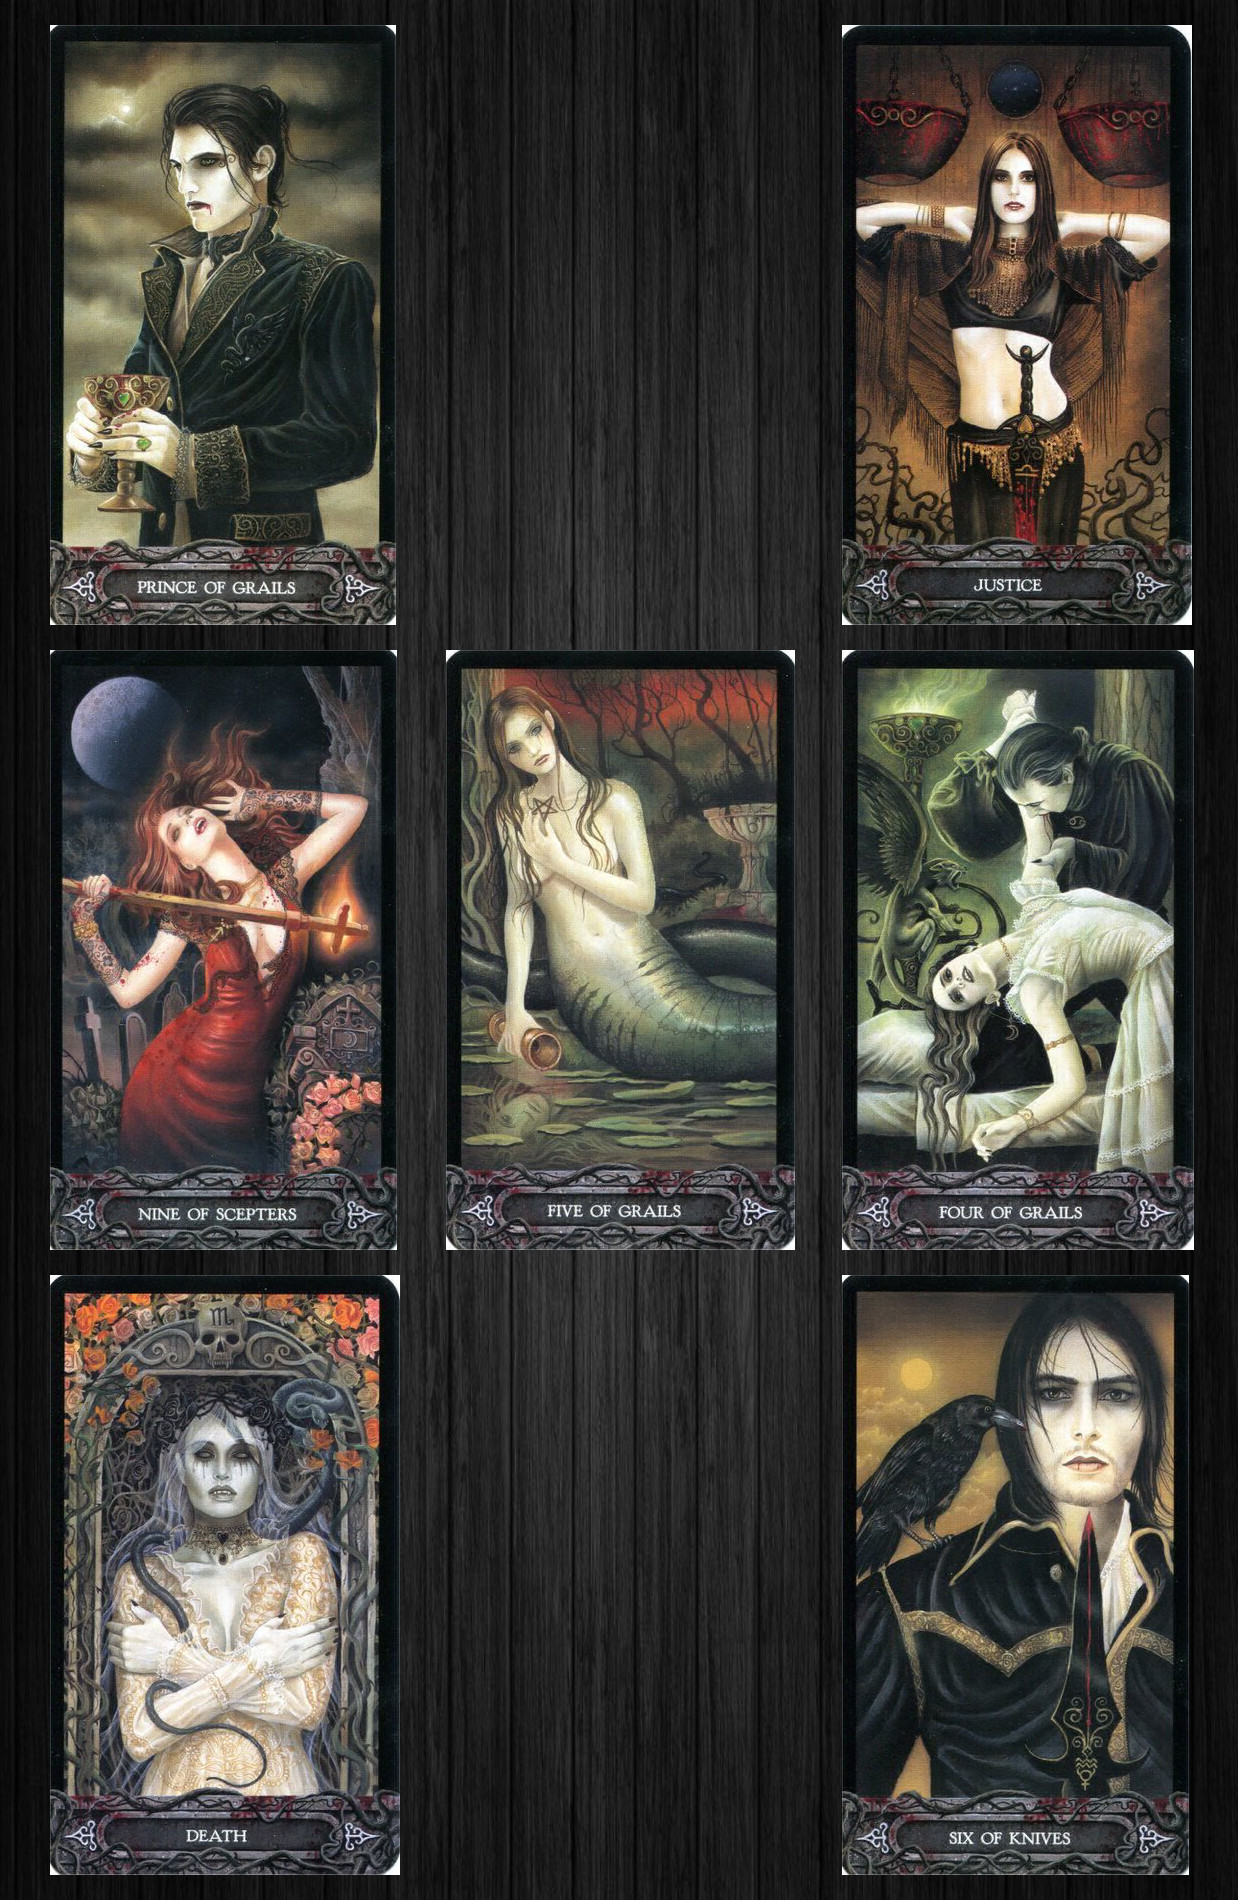 PRINCE OF GRAILS
JUSTICE
NINE OF SCEPTERS
FIVE OF GRAILS
FOUR OF GRAILS
DEATH
SIX OF KNIVES